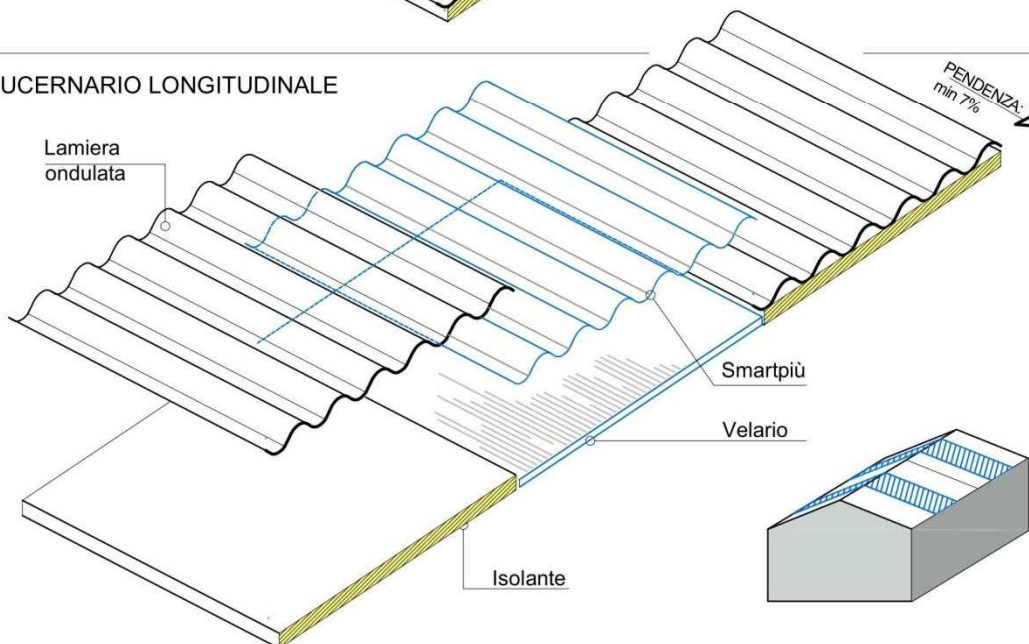 UCERNARIO LONGITUDINALE
PENDENZA:
min 7%
Lamiera
ondulata
Smartpiù
Velario
Isolante